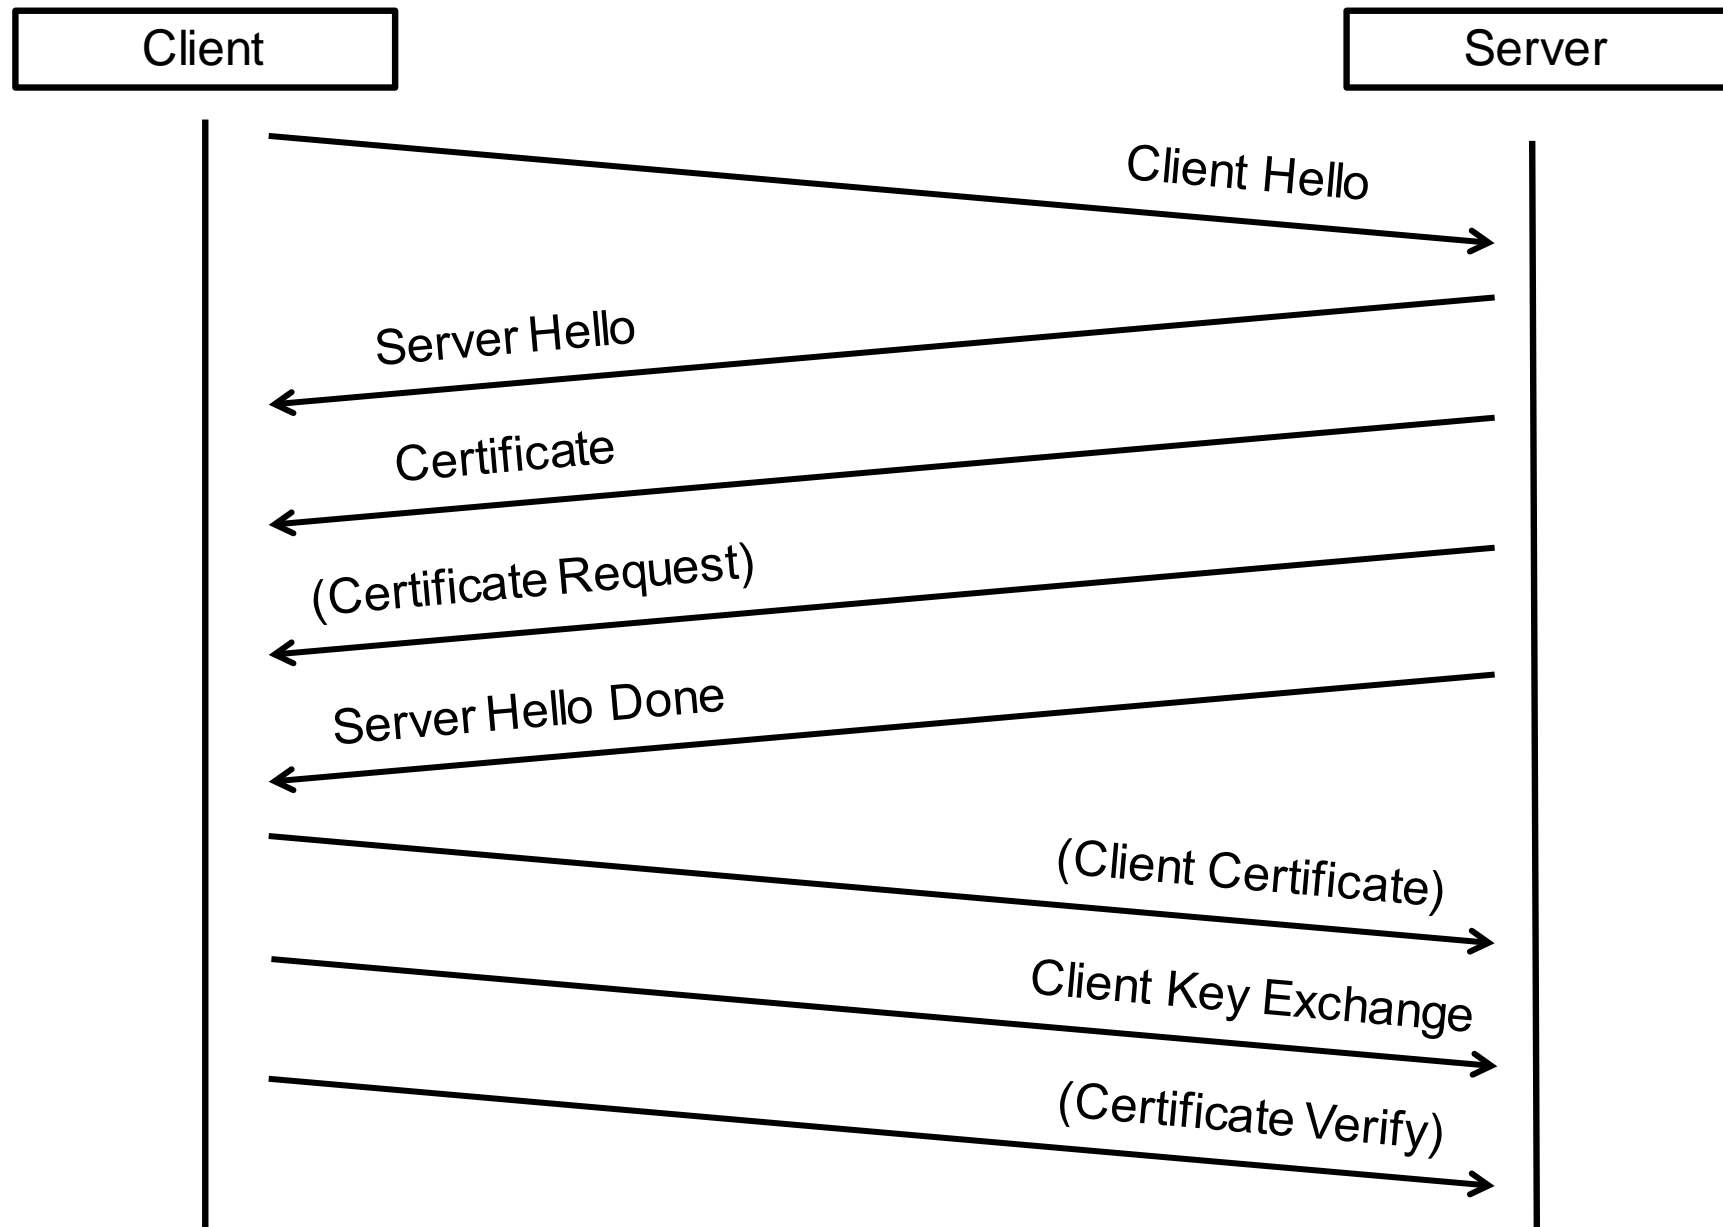 Client
Server
Client Hello
Server Hello
Certificate
(Certificate Request)
Server Hello Done
(Client Certificate)
Client Key Exchange
(Certificate Verify)